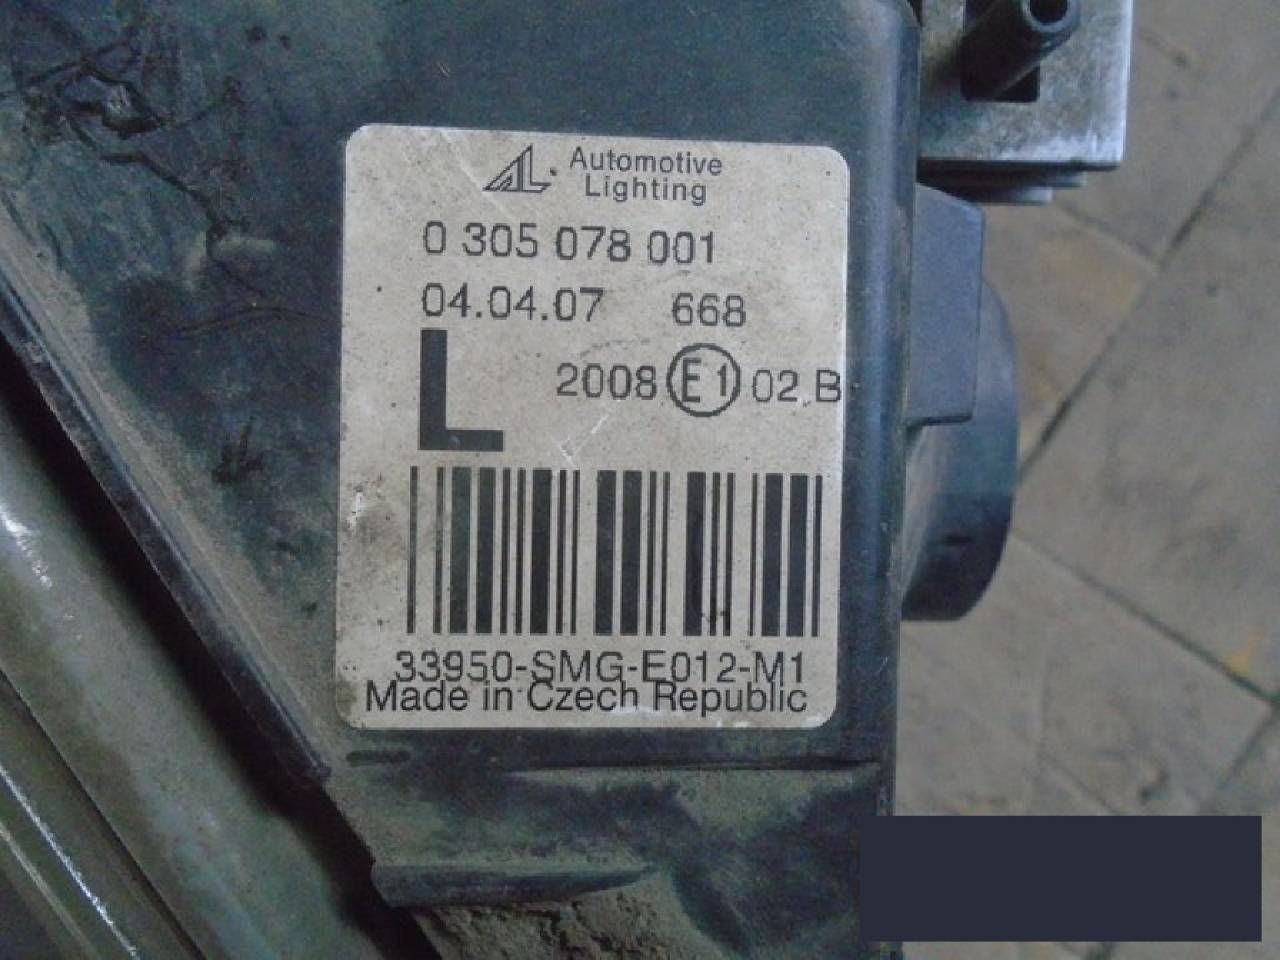 AL. Automotive
Lighting
0 305 078 001
04.04.07 668
L
2008 E1 02 B
33950-SMG-E012-M1
Made in Czech Republic